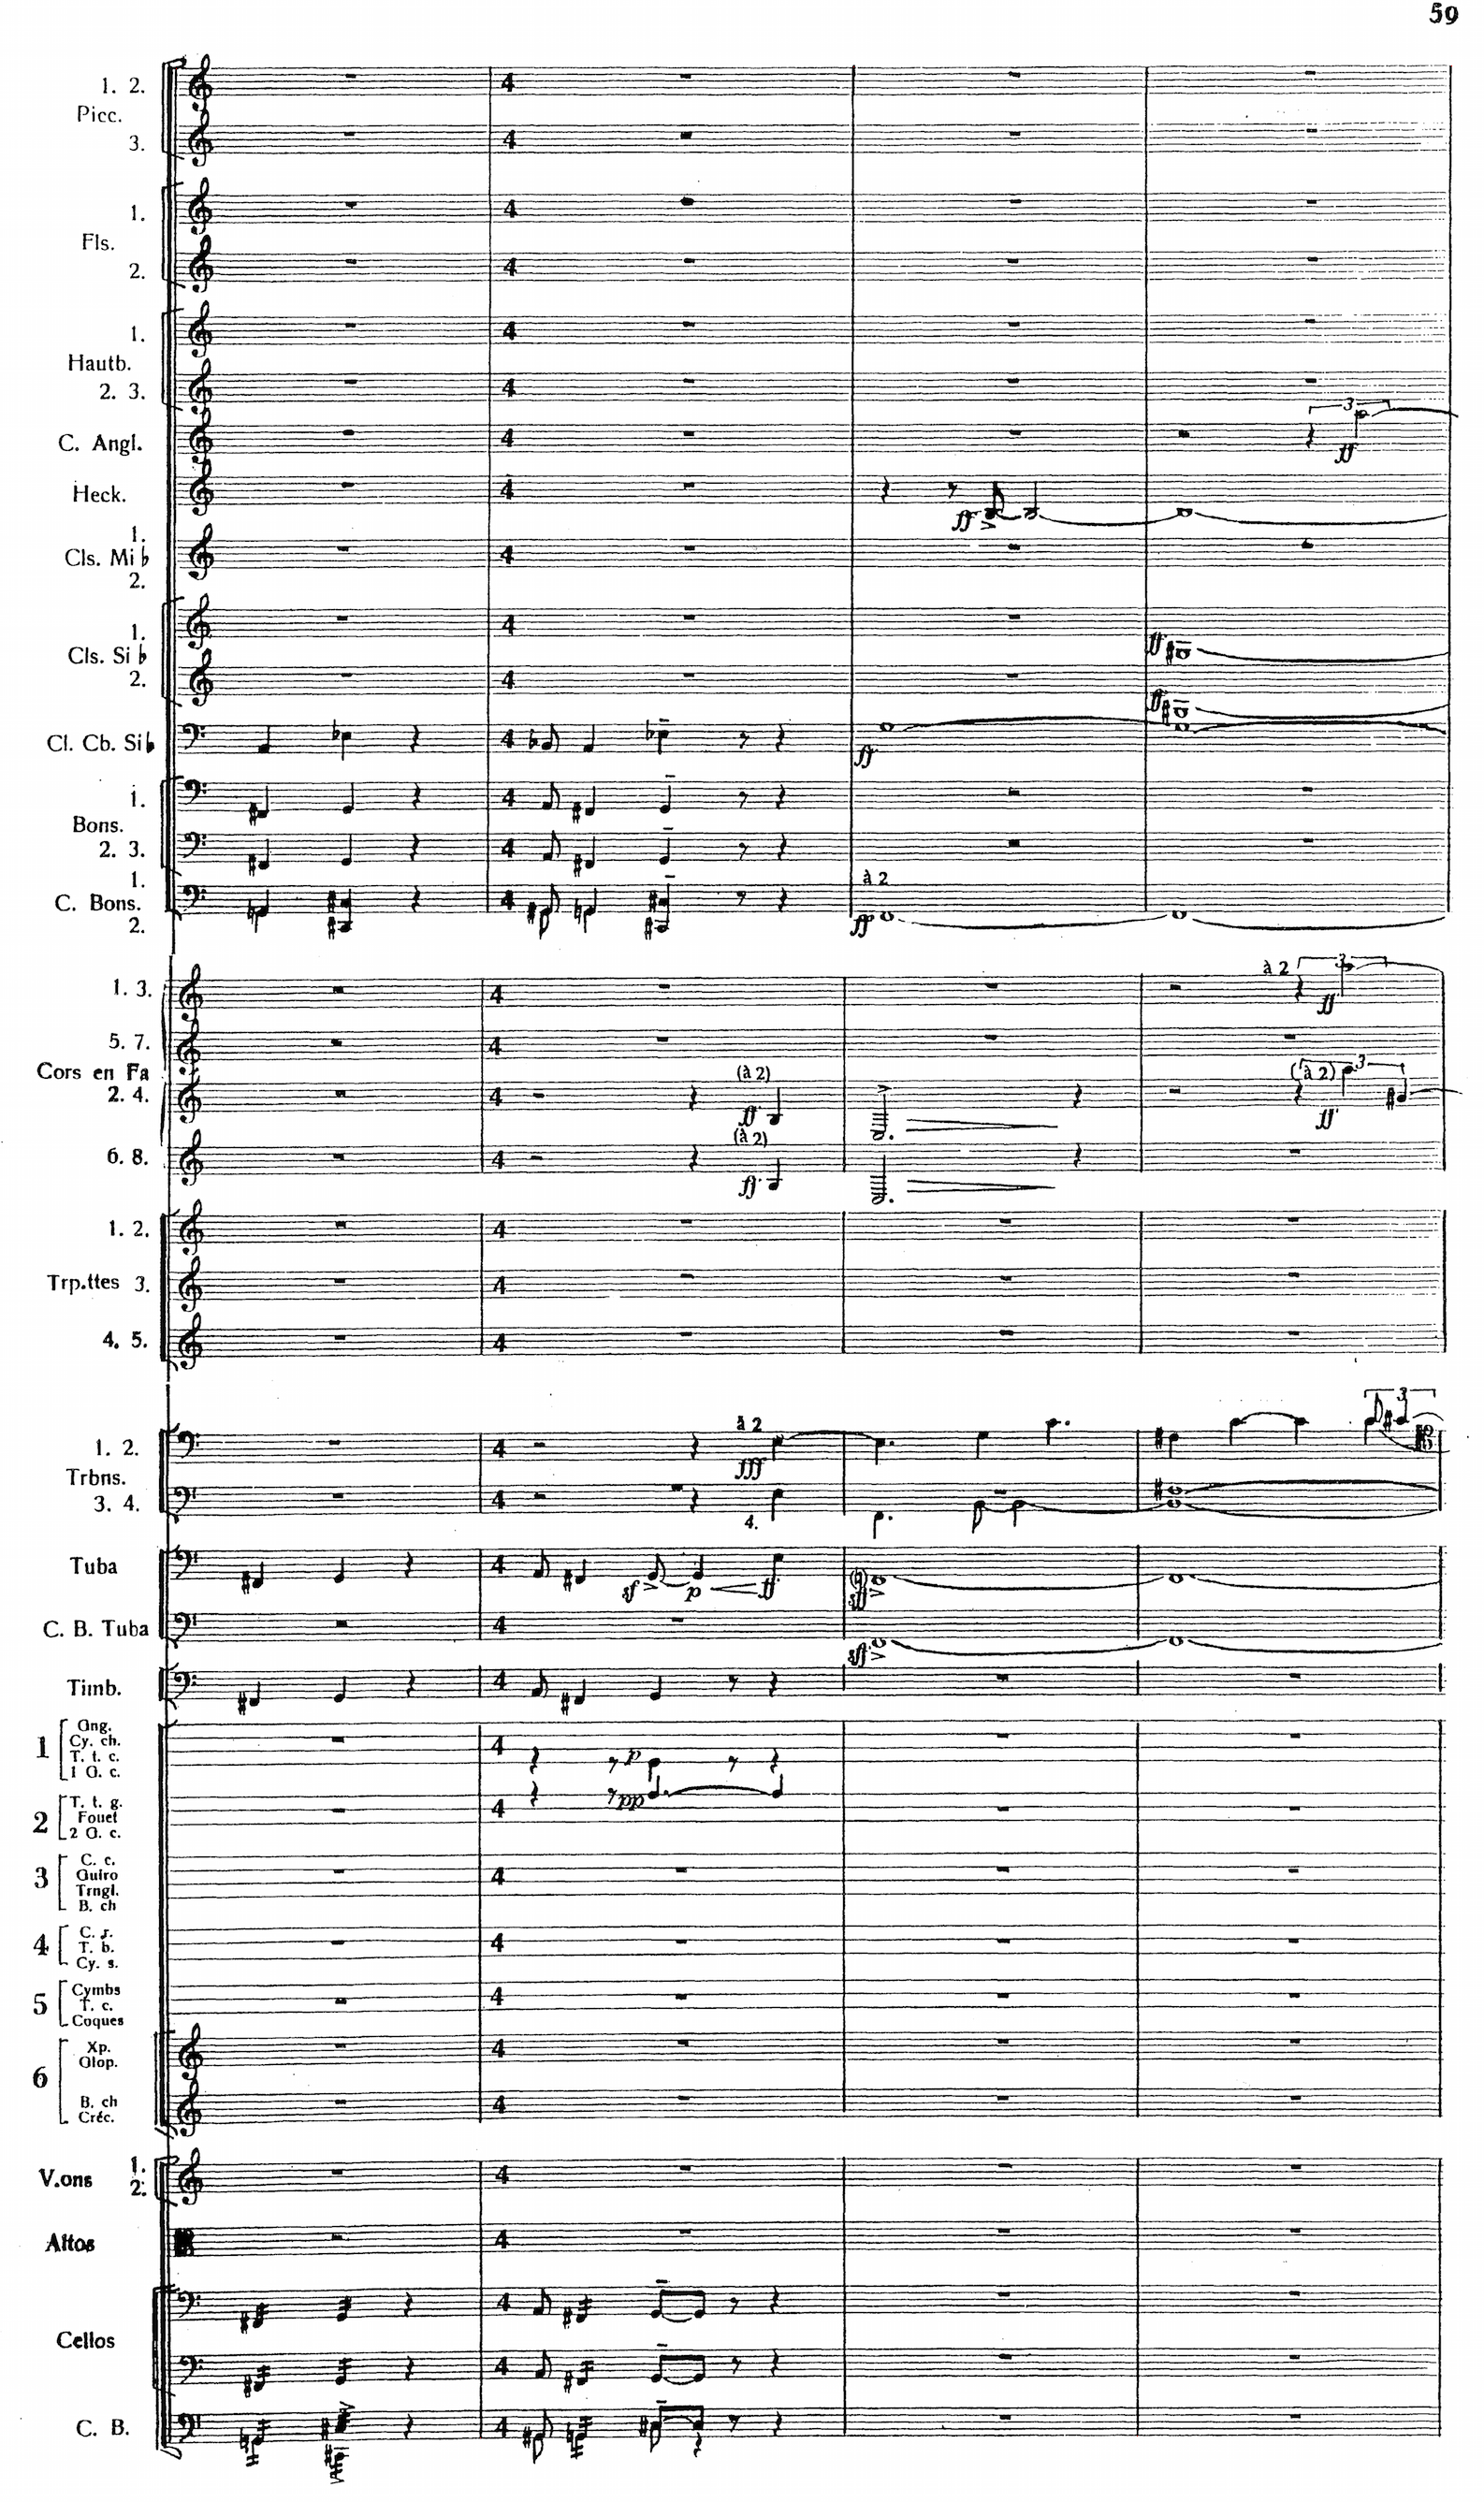 59
1. 2.
Picc.
3.
1.
Fls.
2.
1.
Hautb.
2. 3.
C. Angl.
3
ff
Heck.
ff
1.
Cls. Mi♭
2.
1.
Cls. Si♭
2.
ff
ff
Cl. Cb. Si♭
ff
1.
Bons.
2. 3.
1.
C. Bons.
2.
à 2
4
1. 3.
à 2
3
ff
5. 7.
Cors en Fa
2. 4.
(à 2)
ff
(à 2)
3
ff
6. 8.
(à 2)
ff
1. 2.
Trp.ttes 3.
4. 5.
1. 2.
à 2
fff
3
Trbns.
3. 4.
4.
Tuba
sf
p
ff
sff
C. B. Tuba
sff
Timb.
1
Gng.
Cy. ch.
T. t. c.
1 G. c.
p
2
T. t. g.
Fouet
2 G. c.
pp
3
C. c.
Guiro
Trngl.
B. ch
4
C. r.
T. b.
Cy. s.
5
Cymbs
T. c.
Coques
6
Xp.
Glop.
B. ch
Créc.
V.ons
1.
2.
Altos
Cellos
C. B.